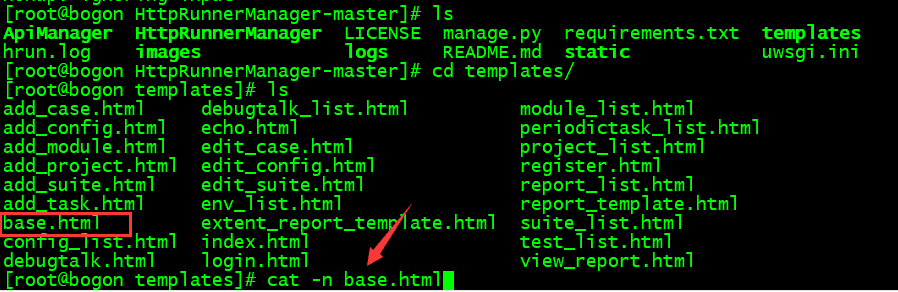 [root@bogon HttpRunnerManager-master]# ls
ApiManager HttpRunnerManager LICENSE manage.py requirements.txt templates
hrun.log images logs README.md static uwsgi.ini
[root@bogon HttpRunnerManager-master]# cd templates/
[root@bogon templates]# ls
add_case.html debugtalk_list.html module_list.html
add_config.html echo.html periodictask_list.html
add_module.html edit_case.html project_list.html
add_project.html edit_config.html register.html
add_suite.html edit_suite.html report_list.html
add_task.html env_list.html report_template.html
base.html extent_report_template.html suite_list.html
config_list.html index.html test_list.html
debugtalk.html login.html view_report.html
[root@bogon templates]# cat -n base.html